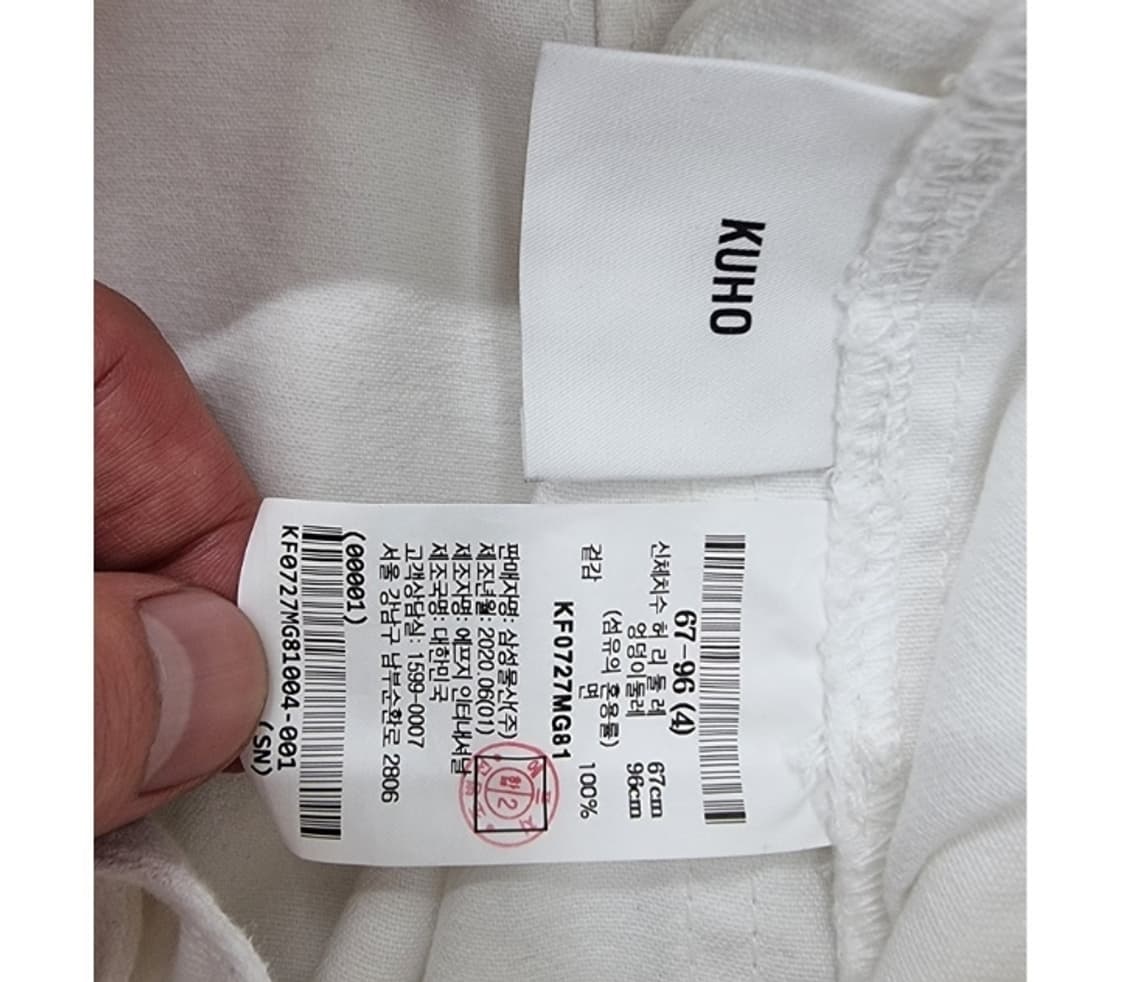 KUHO
67-96 (4)
신체치수 허 리 둘 레 67cm
엉덩이둘레 96cm
(섬유의 혼용률)
겉감 면 100%
KF0727MG81
판매자명: 삼성물산(주)
제조년월: 2020.06(01)
제조자명: 에프지 인터내셔날
제조국명: 대한민국
고객상담실: 1599-0007
서울 강남구 남부순환로 2806
(00001)
KF0727MG81004-001
(SN)
합 2